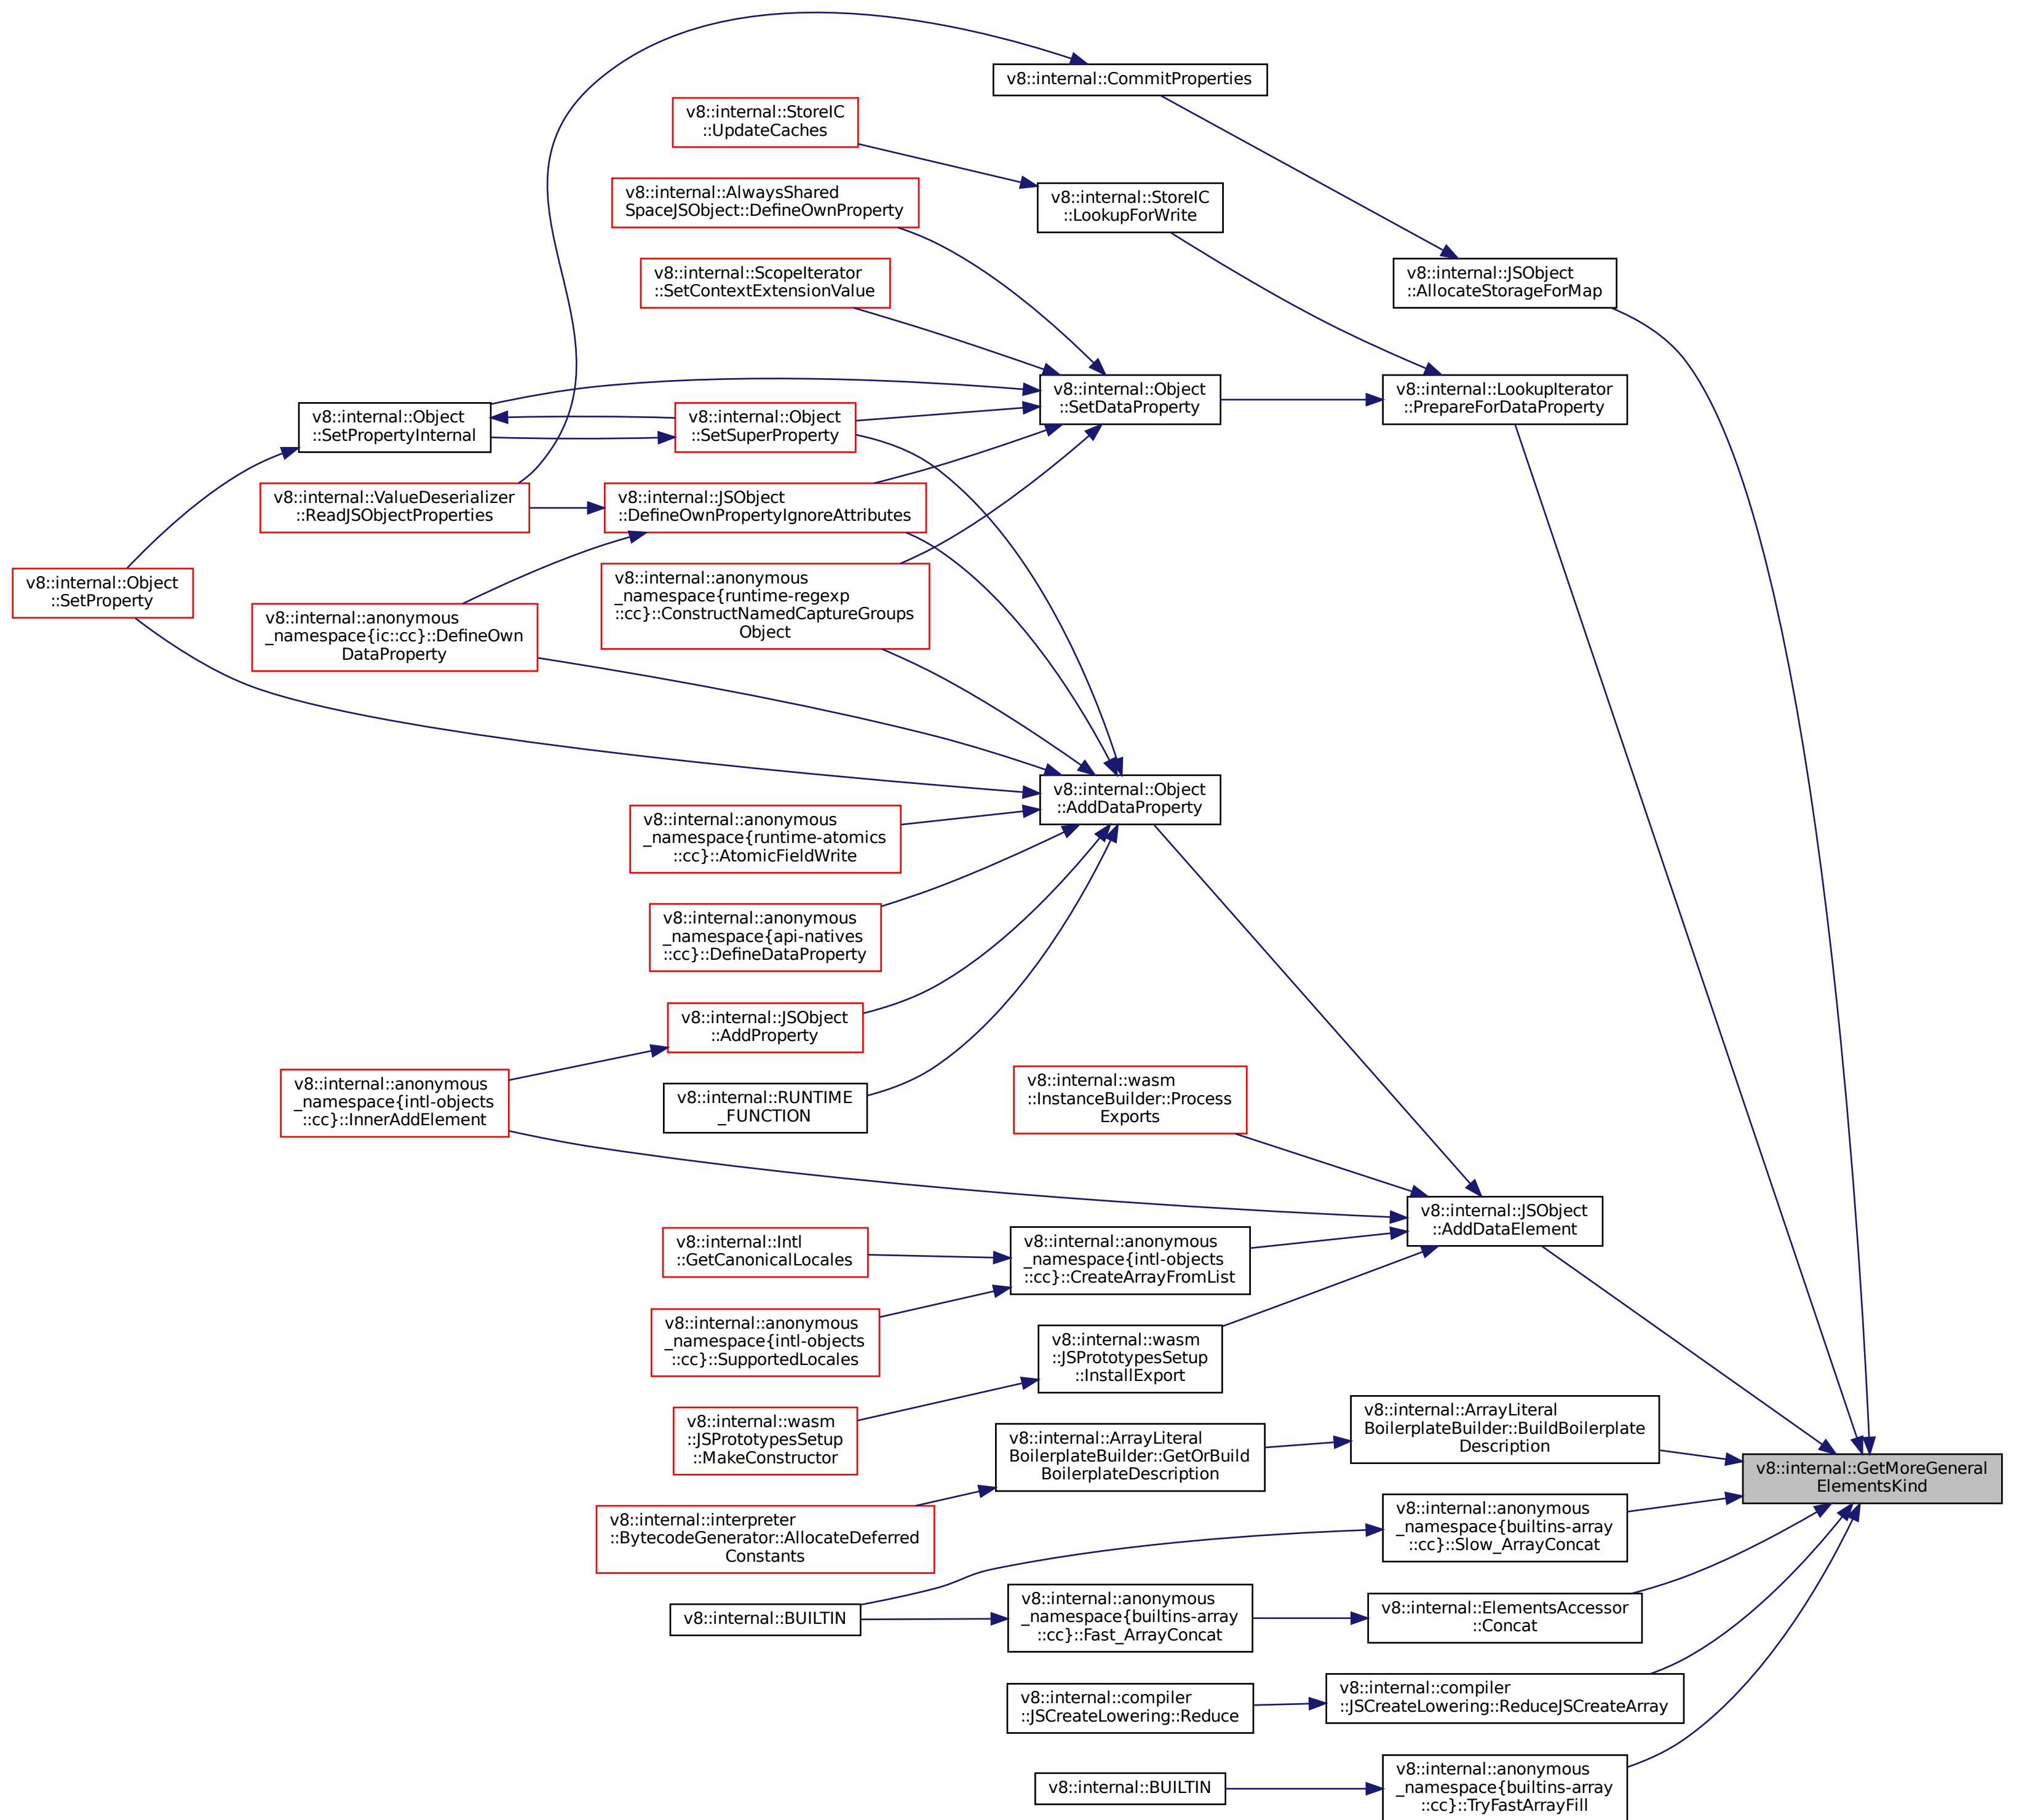 v8::internal::CommitProperties
v8::internal::StoreIC
::UpdateCaches
v8::internal::AlwaysShared
SpaceJSObject::DefineOwnProperty
v8::internal::StoreIC
::LookupForWrite
v8::internal::ScopeIterator
::SetContextExtensionValue
v8::internal::JSObject
::AllocateStorageForMap
v8::internal::Object
::SetDataProperty
v8::internal::LookupIterator
::PrepareForDataProperty
v8::internal::Object
::SetPropertyInternal
v8::internal::Object
::SetSuperProperty
v8::internal::ValueDeserializer
::ReadJSObjectProperties
v8::internal::JSObject
::DefineOwnPropertyIgnoreAttributes
v8::internal::Object
::SetProperty
v8::internal::anonymous
_namespace{runtime-regexp
::cc}::ConstructNamedCaptureGroups
Object
v8::internal::anonymous
_namespace{ic::cc}::DefineOwn
DataProperty
v8::internal::Object
::AddDataProperty
v8::internal::anonymous
_namespace{runtime-atomics
::cc}::AtomicFieldWrite
v8::internal::anonymous
_namespace{api-natives
::cc}::DefineDataProperty
v8::internal::JSObject
::AddProperty
v8::internal::anonymous
_namespace{intl-objects
::cc}::InnerAddElement
v8::internal::RUNTIME
_FUNCTION
v8::internal::wasm
::InstanceBuilder::Process
Exports
v8::internal::JSObject
::AddDataElement
v8::internal::Intl
::GetCanonicalLocales
v8::internal::anonymous
_namespace{intl-objects
::cc}::CreateArrayFromList
v8::internal::anonymous
_namespace{intl-objects
::cc}::SupportedLocales
v8::internal::wasm
::JSPrototypesSetup
::InstallExport
v8::internal::wasm
::JSPrototypesSetup
::MakeConstructor
v8::internal::ArrayLiteral
BoilerplateBuilder::GetOrBuild
BoilerplateDescription
v8::internal::ArrayLiteral
BoilerplateBuilder::BuildBoilerplate
Description
v8::internal::GetMoreGeneral
ElementsKind
v8::internal::interpreter
::BytecodeGenerator::AllocateDeferred
Constants
v8::internal::anonymous
_namespace{builtins-array
::cc}::Slow_ArrayConcat
v8::internal::BUILTIN
v8::internal::anonymous
_namespace{builtins-array
::cc}::Fast_ArrayConcat
v8::internal::ElementsAccessor
::Concat
v8::internal::compiler
::JSCreateLowering::Reduce
v8::internal::compiler
::JSCreateLowering::ReduceJSCreateArray
v8::internal::BUILTIN
v8::internal::anonymous
_namespace{builtins-array
::cc}::TryFastArrayFill